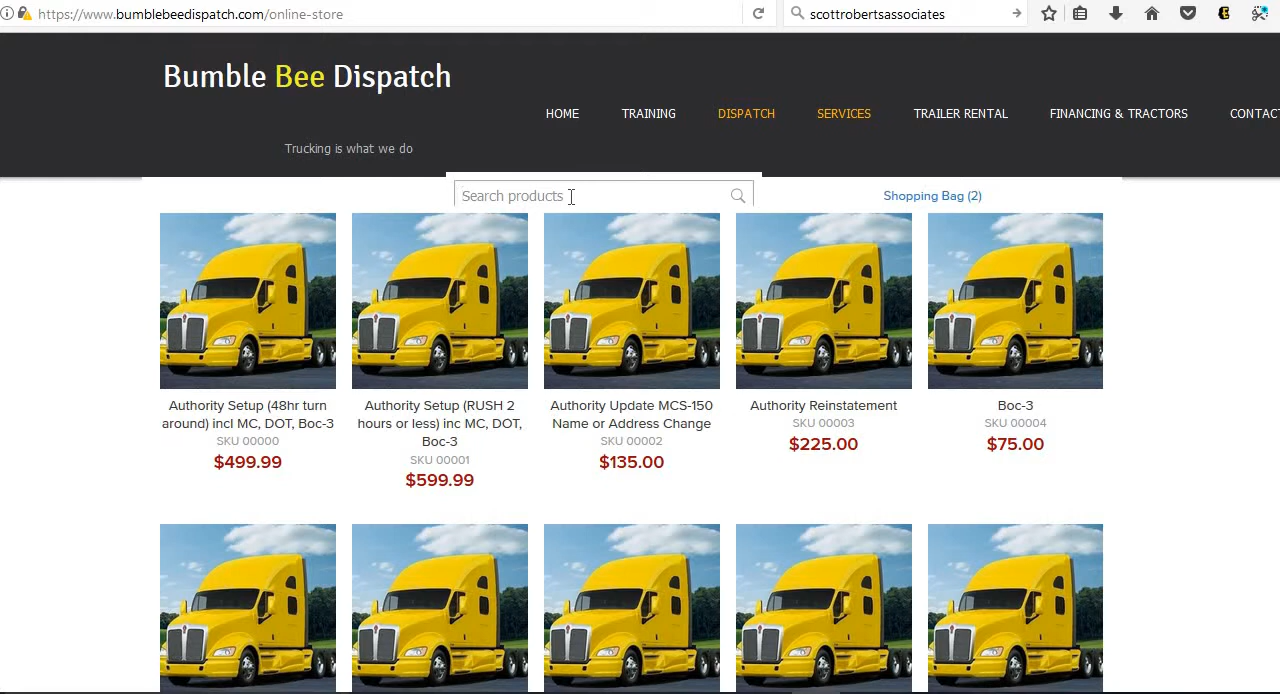 https://www.bumblebeedispatch.com/online-store
scottrobertsassociates
Bumble Bee Dispatch
HOME
TRAINING
DISPATCH
SERVICES
TRAILER RENTAL
FINANCING & TRACTORS
CONTAC
Trucking is what we do
Search products
Shopping Bag (2)
Authority Setup (48hr turn
around) incl MC, DOT, Boc-3
SKU 00000
$499.99
Authority Setup (RUSH 2
hours or less) inc MC, DOT,
Boc-3
SKU 00001
$599.99
Authority Update MCS-150
Name or Address Change
SKU 00002
$135.00
Authority Reinstatement
SKU 00003
$225.00
Boc-3
SKU 00004
$75.00